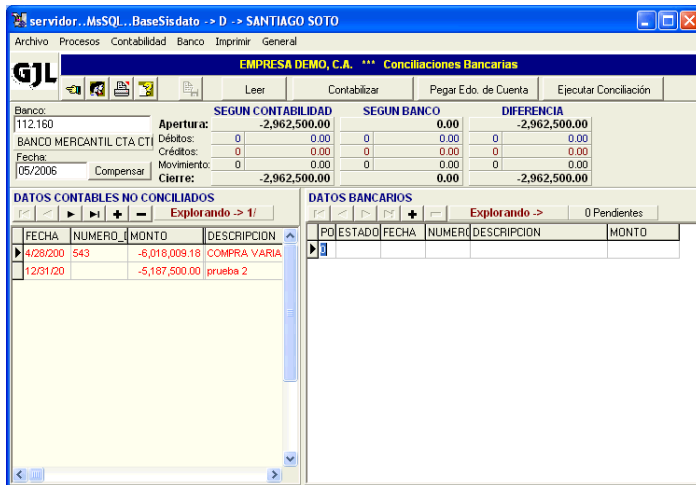 servidor..MsSQL..BaseSisdato -> D -> SANTIAGO SOTO
Archivo Procesos Contabilidad Banco Imprimir General
GJL
EMPRESA DEMO, C.A. *** Conciliaciones Bancarias
Leer Contabilizar Pegar Edo. de Cuenta Ejecutar Conciliación
Banco: SEGUN CONTABILIDAD SEGUN BANCO DIFERENCIA
112.160 Apertura: -2,962,500.00 0.00 -2,962,500.00
BANCO MERCANTIL CTA CTI Débitos: 0 0.00 0 0.00 0 0.00
Fecha: Créditos: 0 0.00 0 0.00 0 0.00
05/2006 Compensar Movimiento: 0 0.00 0 0.00 0 0.00
Cierre: -2,962,500.00 0.00 -2,962,500.00
DATOS CONTABLES NO CONCILIADOS DATOS BANCARIOS
Explorando -> 1/ Explorando -> 0 Pendientes
FECHA NUMERO_D MONTO DESCRIPCION PO ESTADO FECHA NUMERO DESCRIPCION MONTO
4/28/200 543 -6,018,009.18 COMPRA VARIA 0
12/31/20 -5,187,500.00 prueba 2